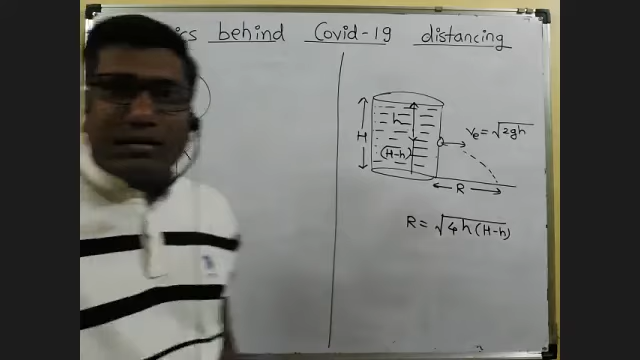 behind Covid-19 distancing
H
h
(H-h)
Ve = √2gh
R
R = √4h(H-h)